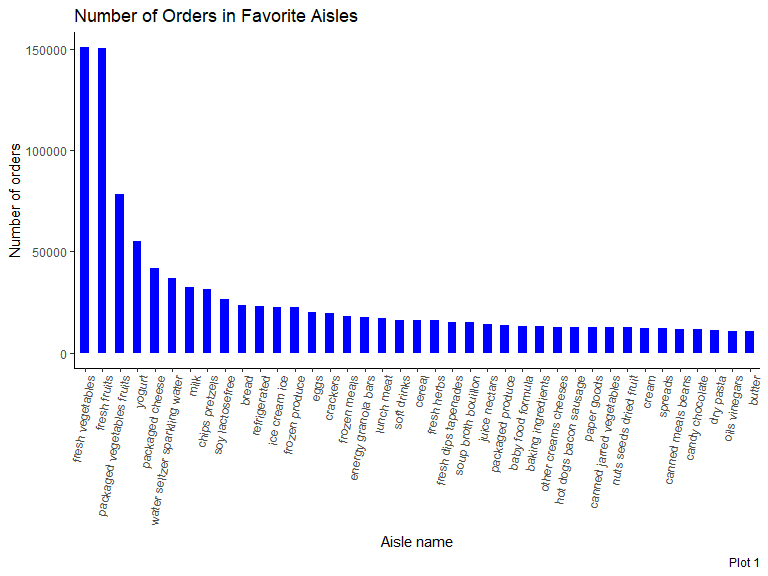 Number of Orders in Favorite Aisles
Number of orders
150000
100000
50000
0
fresh vegetables
fresh fruits
packaged vegetables fruits
yogurt
packaged cheese
water seltzer sparkling water
milk
chips pretzels
soy lactosefree
bread
refrigerated
ice cream ice
frozen produce
eggs
crackers
frozen meals
energy granola bars
lunch meat
soft drinks
cereal
fresh herbs
fresh dips tapenades
soup broth bouillon
juice nectars
packaged produce
baby food formula
baking ingredients
other creams cheeses
hot dogs bacon sausage
paper goods
canned jarred vegetables
nuts seeds dried fruit
cream
spreads
canned meals beans
candy chocolate
dry pasta
oils vinegars
butter
Aisle name
Plot 1